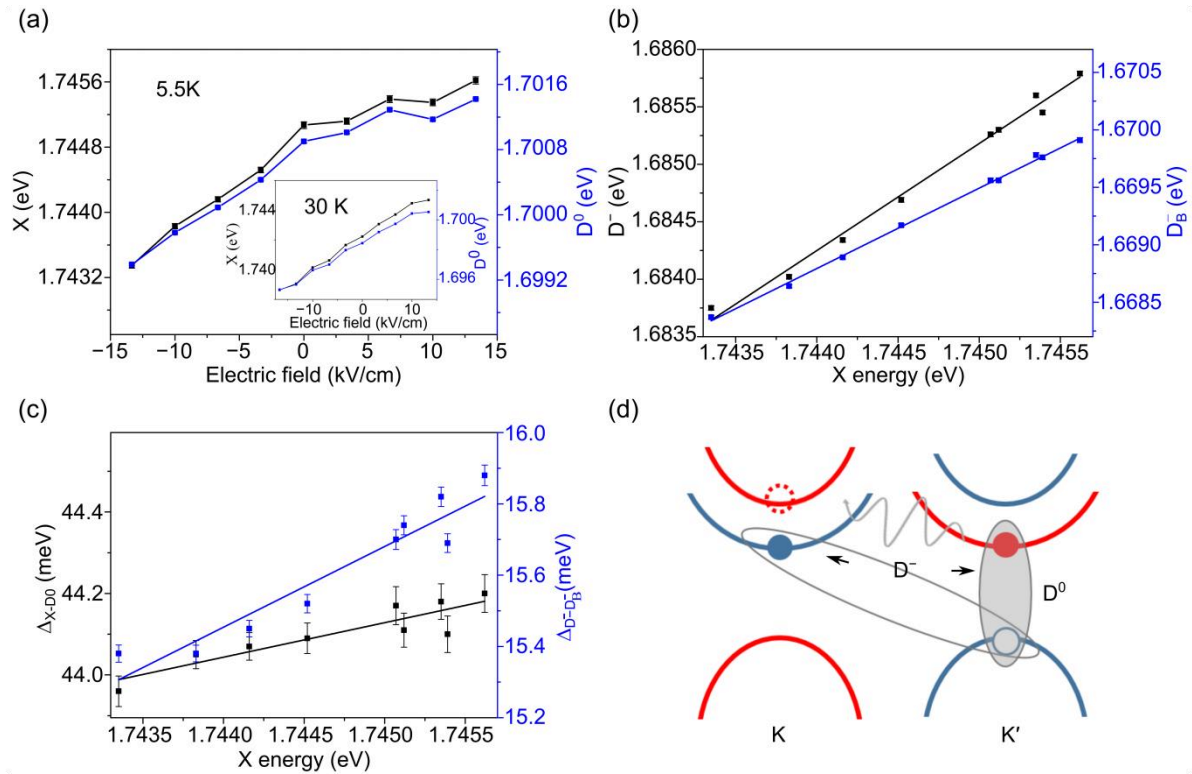 (a)
X (eV)
1.7456
1.7448
1.7440
1.7432
5.5K
1.7016
1.7008
1.7000
1.6992
D⁰ (eV)
30 K
X (eV)
1.744
1.740
1.700
1.696
D⁰ (eV)
−10 0 10
Electric field (kV/cm)
−15 −10 −5 0 5 10 15
Electric field (kV/cm)
(b)
D⁻ (eV)
1.6860
1.6855
1.6850
1.6845
1.6840
1.6835
1.6705
1.6700
1.6695
1.6690
1.6685
D_B⁻ (eV)
1.7435 1.7440 1.7445 1.7450 1.7455
X energy (eV)
(c)
Δ_X-D0 (meV)
44.4
44.2
44.0
16.0
15.8
15.6
15.4
15.2
Δ_D⁻-D_B⁻ (meV)
1.7435 1.7440 1.7445 1.7450 1.7455
X energy (eV)
(d)
D⁻
D⁰
K K′